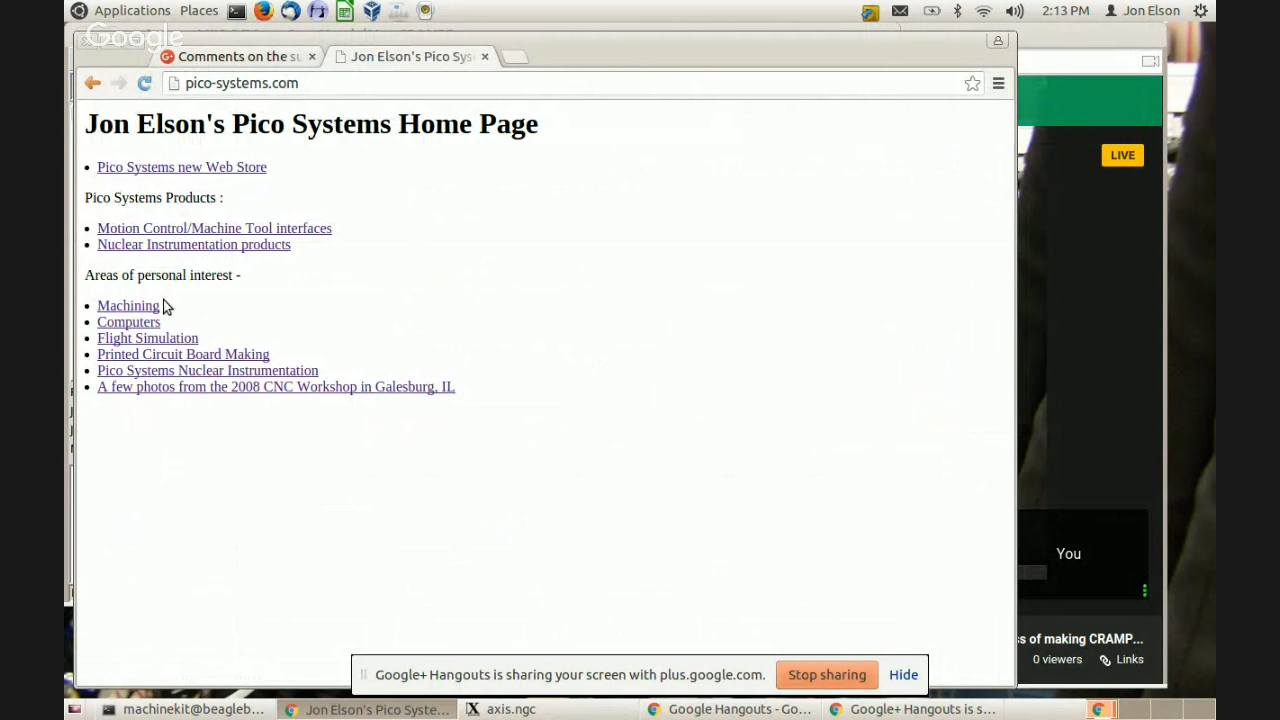 Applications Places
2:13 PM Jon Elson
Google
Comments on the su
Jon Elson's Pico Sys
pico-systems.com
Jon Elson's Pico Systems Home Page
Pico Systems new Web Store
Pico Systems Products :
Motion Control/Machine Tool interfaces
Nuclear Instrumentation products
Areas of personal interest -
Machining
Computers
Flight Simulation
Printed Circuit Board Making
Pico Systems Nuclear Instrumentation
A few photos from the 2008 CNC Workshop in Galesburg, IL
LIVE
You
ss of making CRAMP...
0 viewers Links
Google+ Hangouts is sharing your screen with plus.google.com. Stop sharing Hide
machinekit@beagleb... Jon Elson's Pico Syste... axis.ngc Google Hangouts - Go... Google+ Hangouts is s...